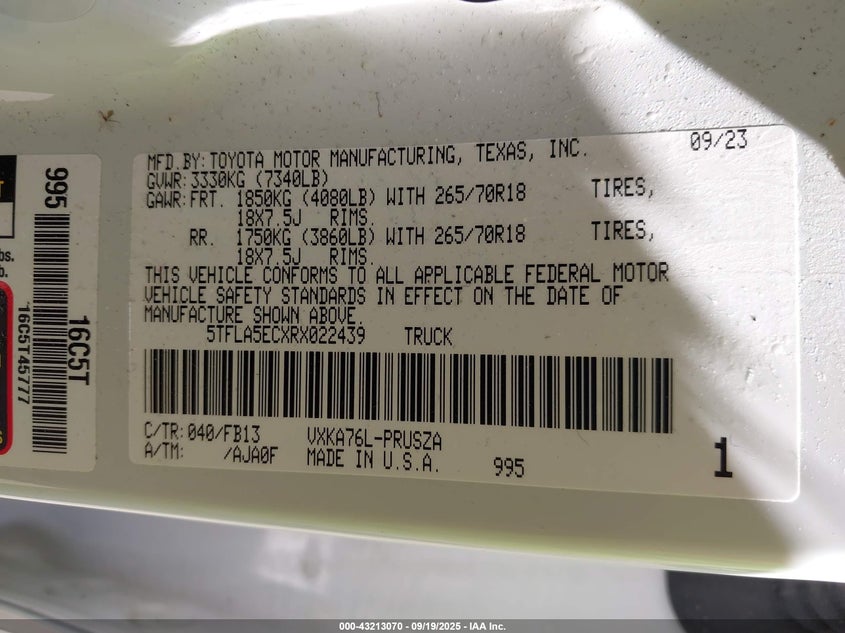 MFD.BY:TOYOTA MOTOR MANUFACTURING, TEXAS, INC. 09/23
GVWR:3330KG (7340LB)
GAWR:FRT. 1850KG (4080LB) WITH 265/70R18 TIRES,
18X7.5J RIMS.
RR. 1750KG (3860LB) WITH 265/70R18 TIRES,
18X7.5J RIMS.
THIS VEHICLE CONFORMS TO ALL APPLICABLE FEDERAL MOTOR
VEHICLE SAFETY STANDARDS IN EFFECT ON THE DATE OF
MANUFACTURE SHOWN ABOVE.
5TFLA5ECXRX022439 TRUCK
C/TR:040/FB13 VXKA76L-PRUSZA
A/TM: /AJA0F MADE IN U.S.A. 995 1
995
16C5T
*16C5T45777
bs.
b.
000-43213070 - 09/19/2025 - IAA Inc.